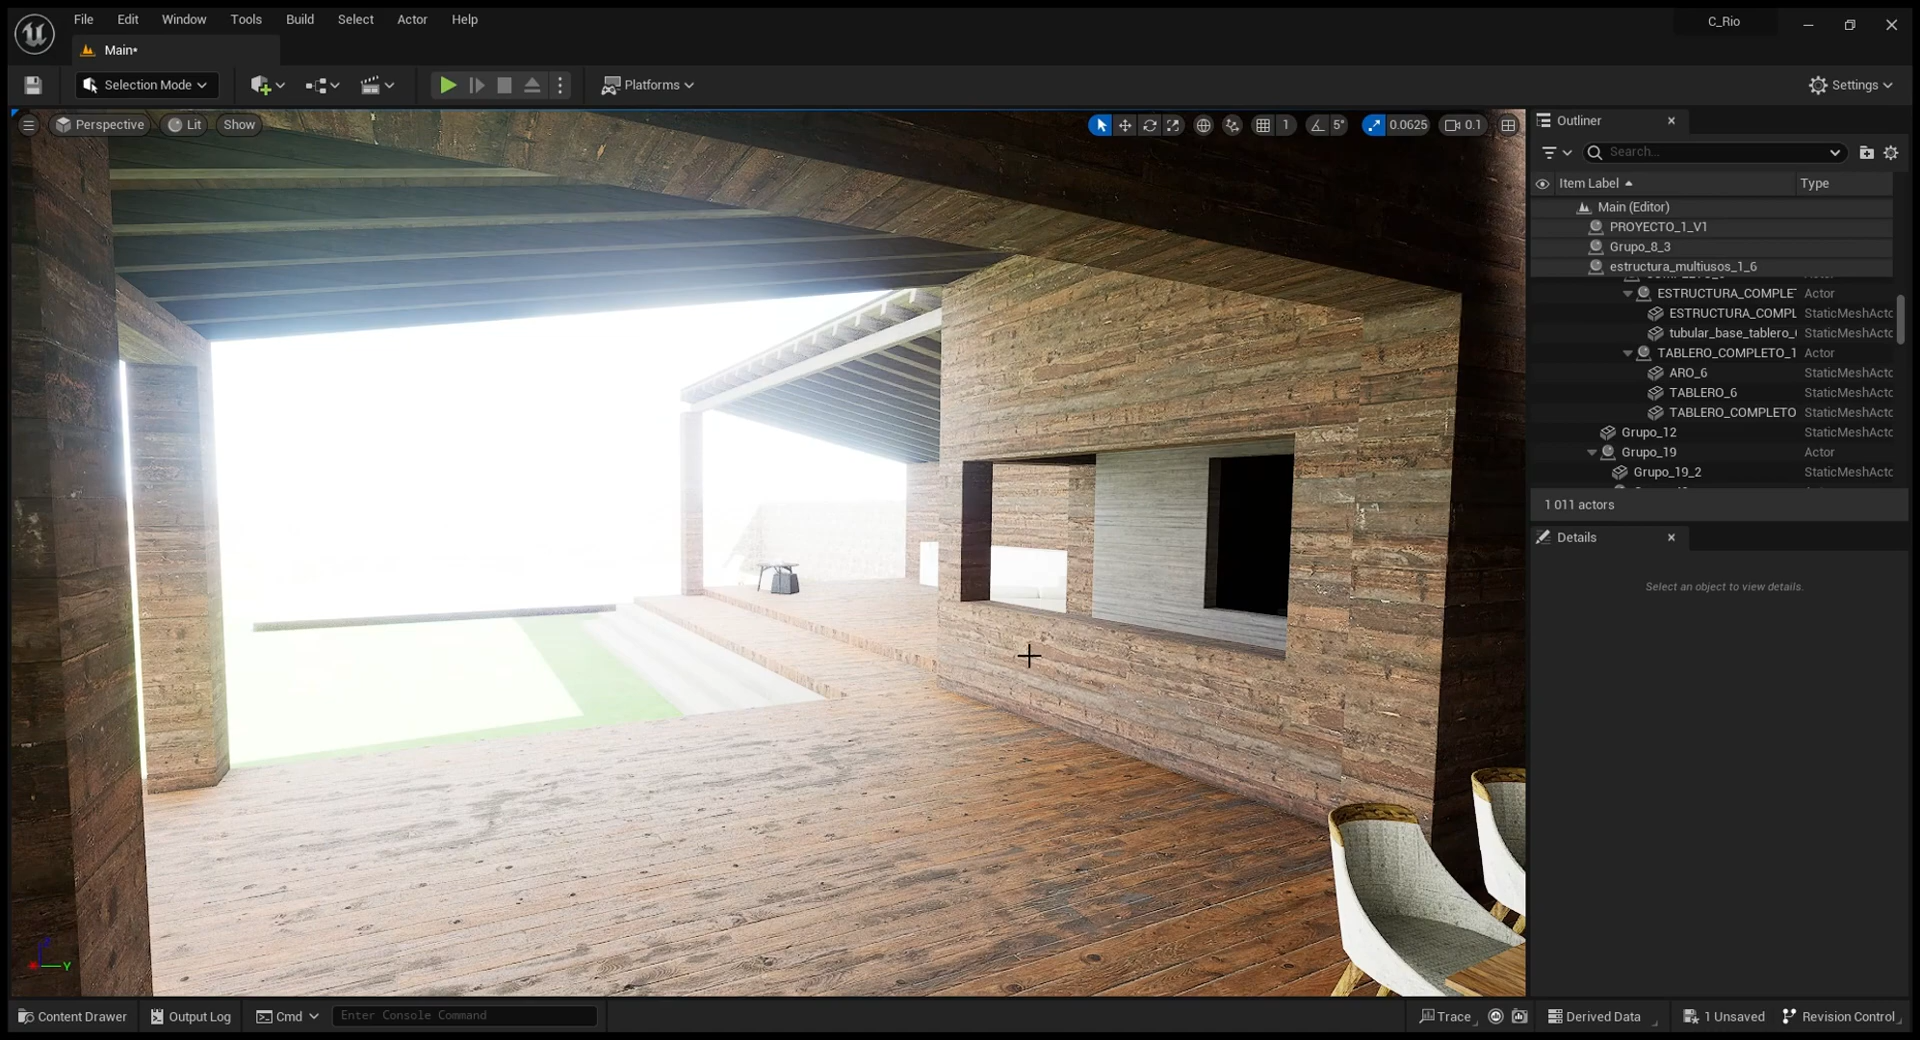 File Edit Window Tools Build Select Actor Help
C_Rio
Main•
Selection Mode
Platforms
Settings
Perspective Lit Show
1 5° 0.0625 0.1
Outliner
Search...
Item Label Type
Main (Editor)
PROYECTO_1_V1
Grupo_8_3
estructura_multiusos_1_6
ESTRUCTURA_COMPLET Actor
ESTRUCTURA_COMPL StaticMeshActo
tubular_base_tablero_ StaticMeshActo
TABLERO_COMPLETO_1 Actor
ARO_6 StaticMeshActo
TABLERO_6 StaticMeshActo
TABLERO_COMPLETO StaticMeshActo
Grupo_12 StaticMeshActo
Grupo_19 Actor
Grupo_19_2 StaticMeshActo
1 011 actors
Details
Select an object to view details.
Y
Content Drawer Output Log Cmd Enter Console Command Trace Derived Data 1 Unsaved Revision Control